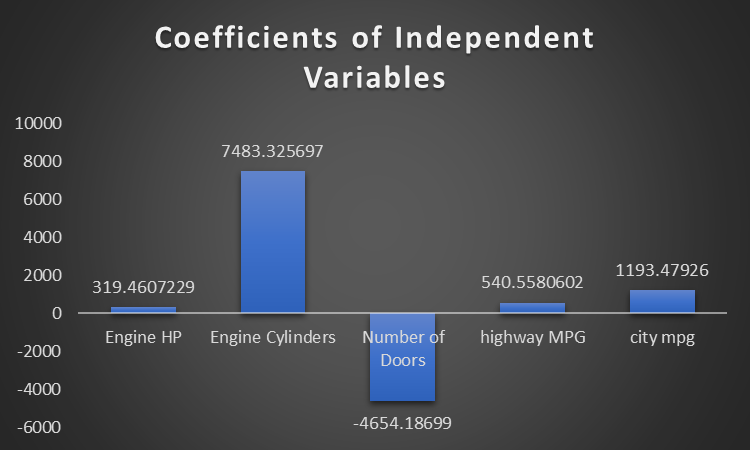 Coefficients of Independent
Variables
10000
8000
6000
4000
2000
0
-2000
-4000
-6000
319.4607229
7483.325697
-4654.18699
540.5580602
1193.47926
Engine HP
Engine Cylinders
Number of
Doors
highway MPG
city mpg